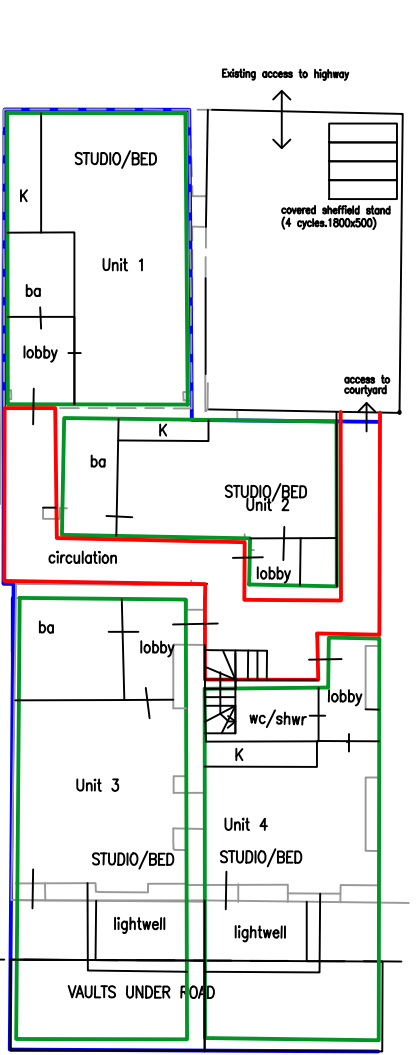 Existing access to highway
STUDIO/BED
K
covered sheffield stand
(4 cycles.1800x500)
Unit 1
ba
lobby
access to
courtyard
K
ba
STUDIO/BED
Unit 2
circulation
lobby
ba
lobby
lobby
wc/shwr
K
Unit 3
Unit 4
STUDIO/BED
STUDIO/BED
lightwell
lightwell
VAULTS UNDER ROAD